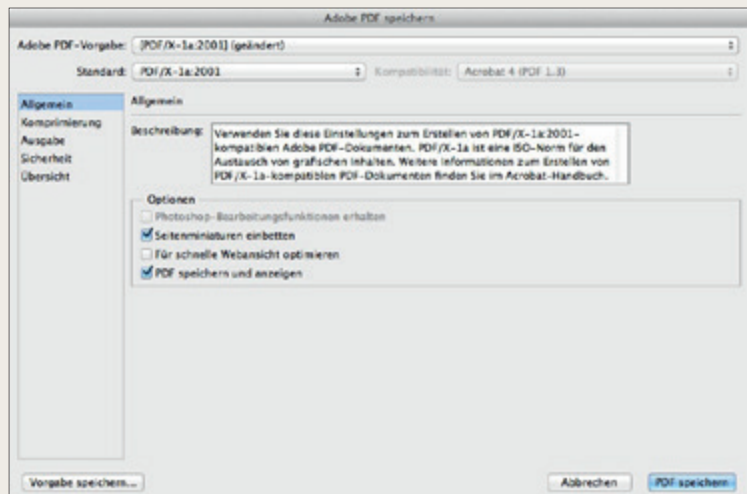 Adobe PDF speichern
Adobe PDF-Vorgabe: [PDF/X-1a:2001] (geändert)
Standard: PDF/X-1a:2001 Kompatibilität: Acrobat 4 (PDF 1.3)
Allgemein
Komprimierung
Ausgabe
Sicherheit
Übersicht
Allgemein
Beschreibung: Verwenden Sie diese Einstellungen zum Erstellen von PDF/X-1a:2001-
kompatiblen Adobe PDF-Dokumenten. PDF/X-1a ist eine ISO-Norm für den
Austausch von grafischen Inhalten. Weitere Informationen zum Erstellen von
PDF/X-1a-kompatiblen PDF-Dokumenten finden Sie im Acrobat-Handbuch.
Optionen
Photoshop-Bearbeitungsfunktionen erhalten
Seitenminiaturen einbetten
Für schnelle Webansicht optimieren
PDF speichern und anzeigen
Vorgabe speichern... Abbrechen PDF speichern